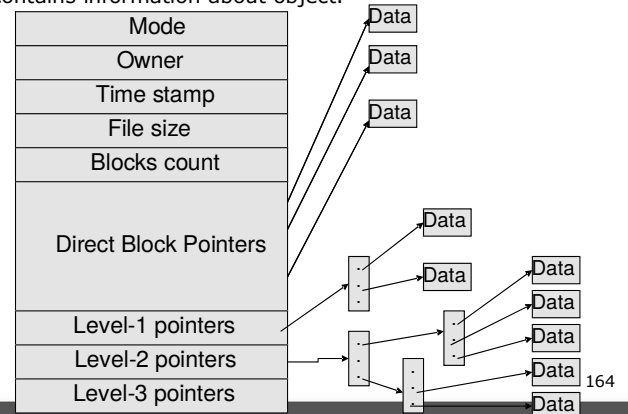 contains information about object.
Mode
Owner
Time stamp
File size
Blocks count
Direct Block Pointers
Level-1 pointers
Level-2 pointers
Level-3 pointers
Data
Data
Data
Data
Data
Data
Data
Data
Data
Data
164